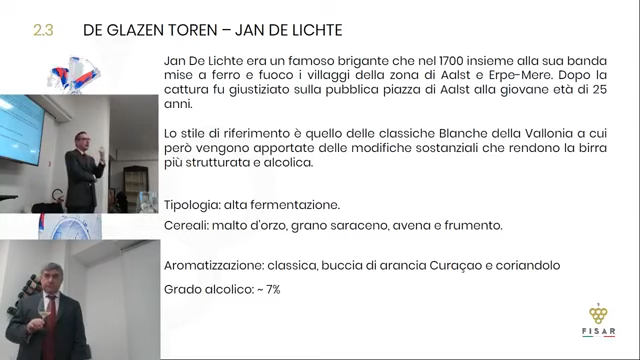 2.3 DE GLAZEN TOREN – JAN DE LICHTE
Jan De Lichte era un famoso brigante che nel 1700 insieme alla sua banda
mise a ferro e fuoco i villaggi della zona di Aalst e Erpe-Mere. Dopo la
cattura fu giustiziato sulla pubblica piazza di Aalst alla giovane età di 25
anni.
Lo stile di riferimento è quello delle classiche Blanche della Vallonia a cui
però vengono apportate delle modifiche sostanziali che rendono la birra
più strutturata e alcolica.
Tipologia: alta fermentazione.
Cereali: malto d'orzo, grano saraceno, avena e frumento.
Aromatizzazione: classica, buccia di arancia Curaçao e coriandolo
Grado alcolico: ~ 7%
FISAR